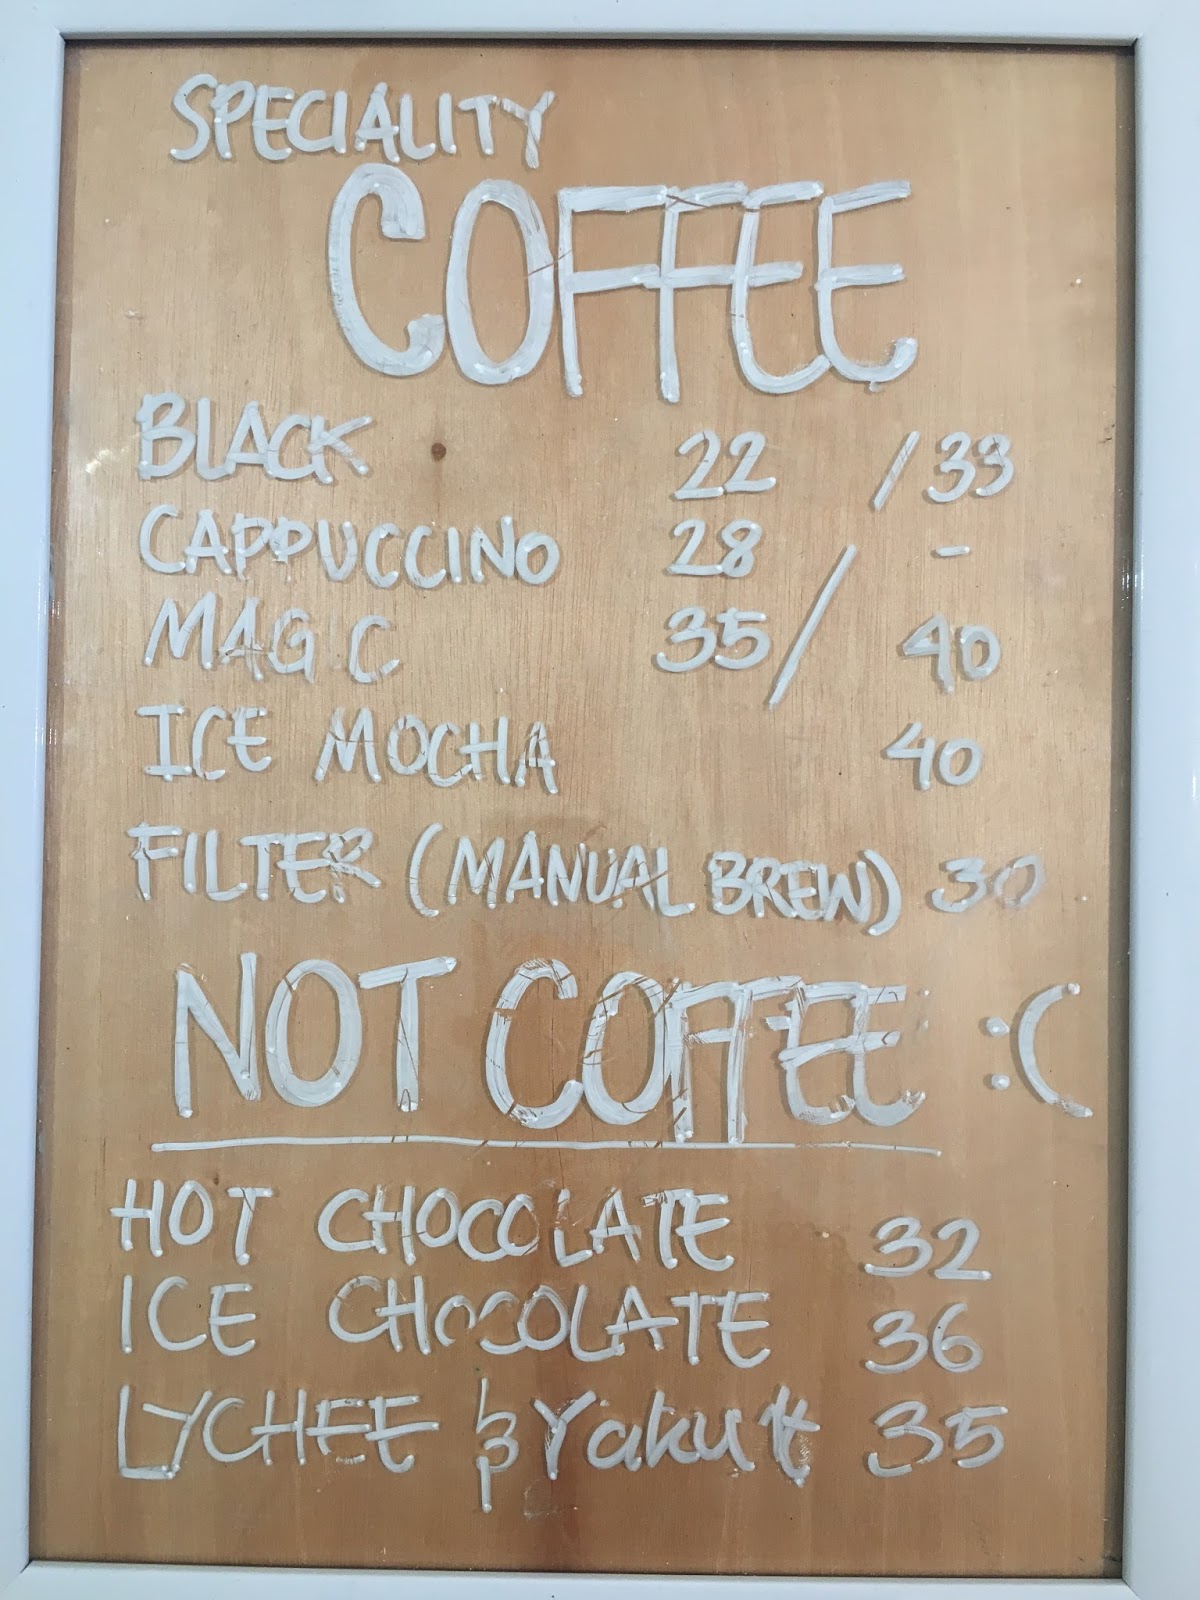 SPECIALITY
COFFEE
BLACK 22 / 33
CAPPUCCINO 28 / -
MAGIC 35 / 40
ICE MOCHA 40
FILTER (MANUAL BREW) 30
NOT COFFEE :(
HOT CHOCOLATE 32
ICE CHOCOLATE 36
LYCHEE & Yakult 35